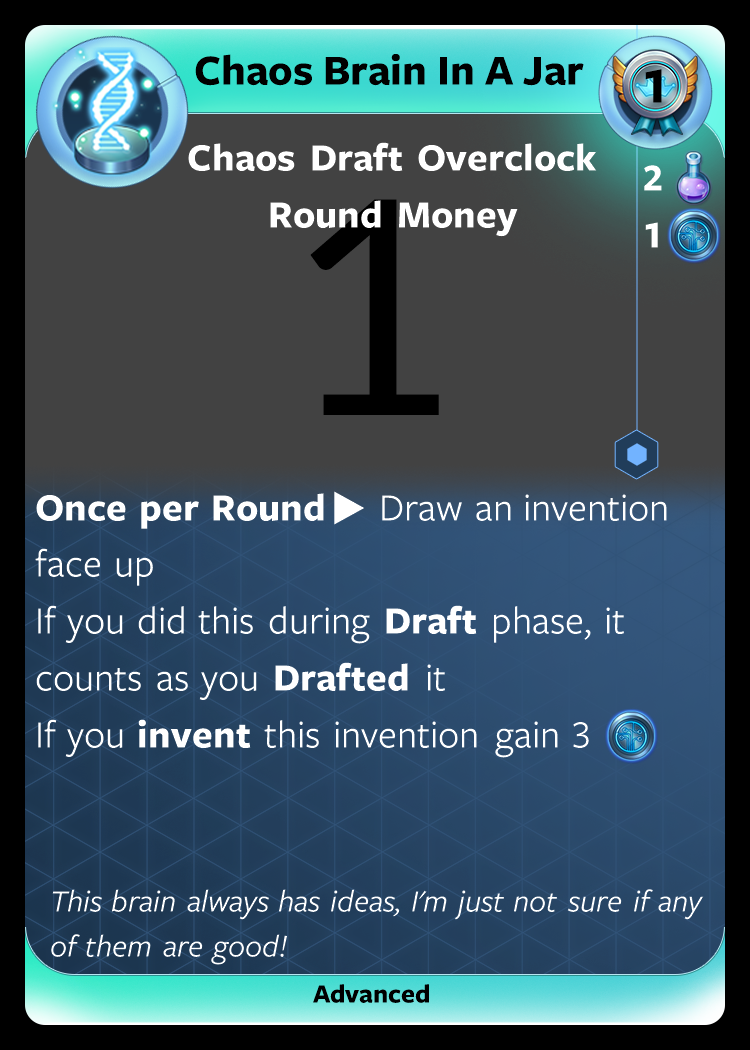 Chaos Brain In A Jar
1
Chaos Draft Overclock
Round Money
2
1
1
Once per Round▶ Draw an invention
face up
If you did this during Draft phase, it
counts as you Drafted it
If you invent this invention gain 3
This brain always has ideas, I'm just not sure if any
of them are good!
Advanced